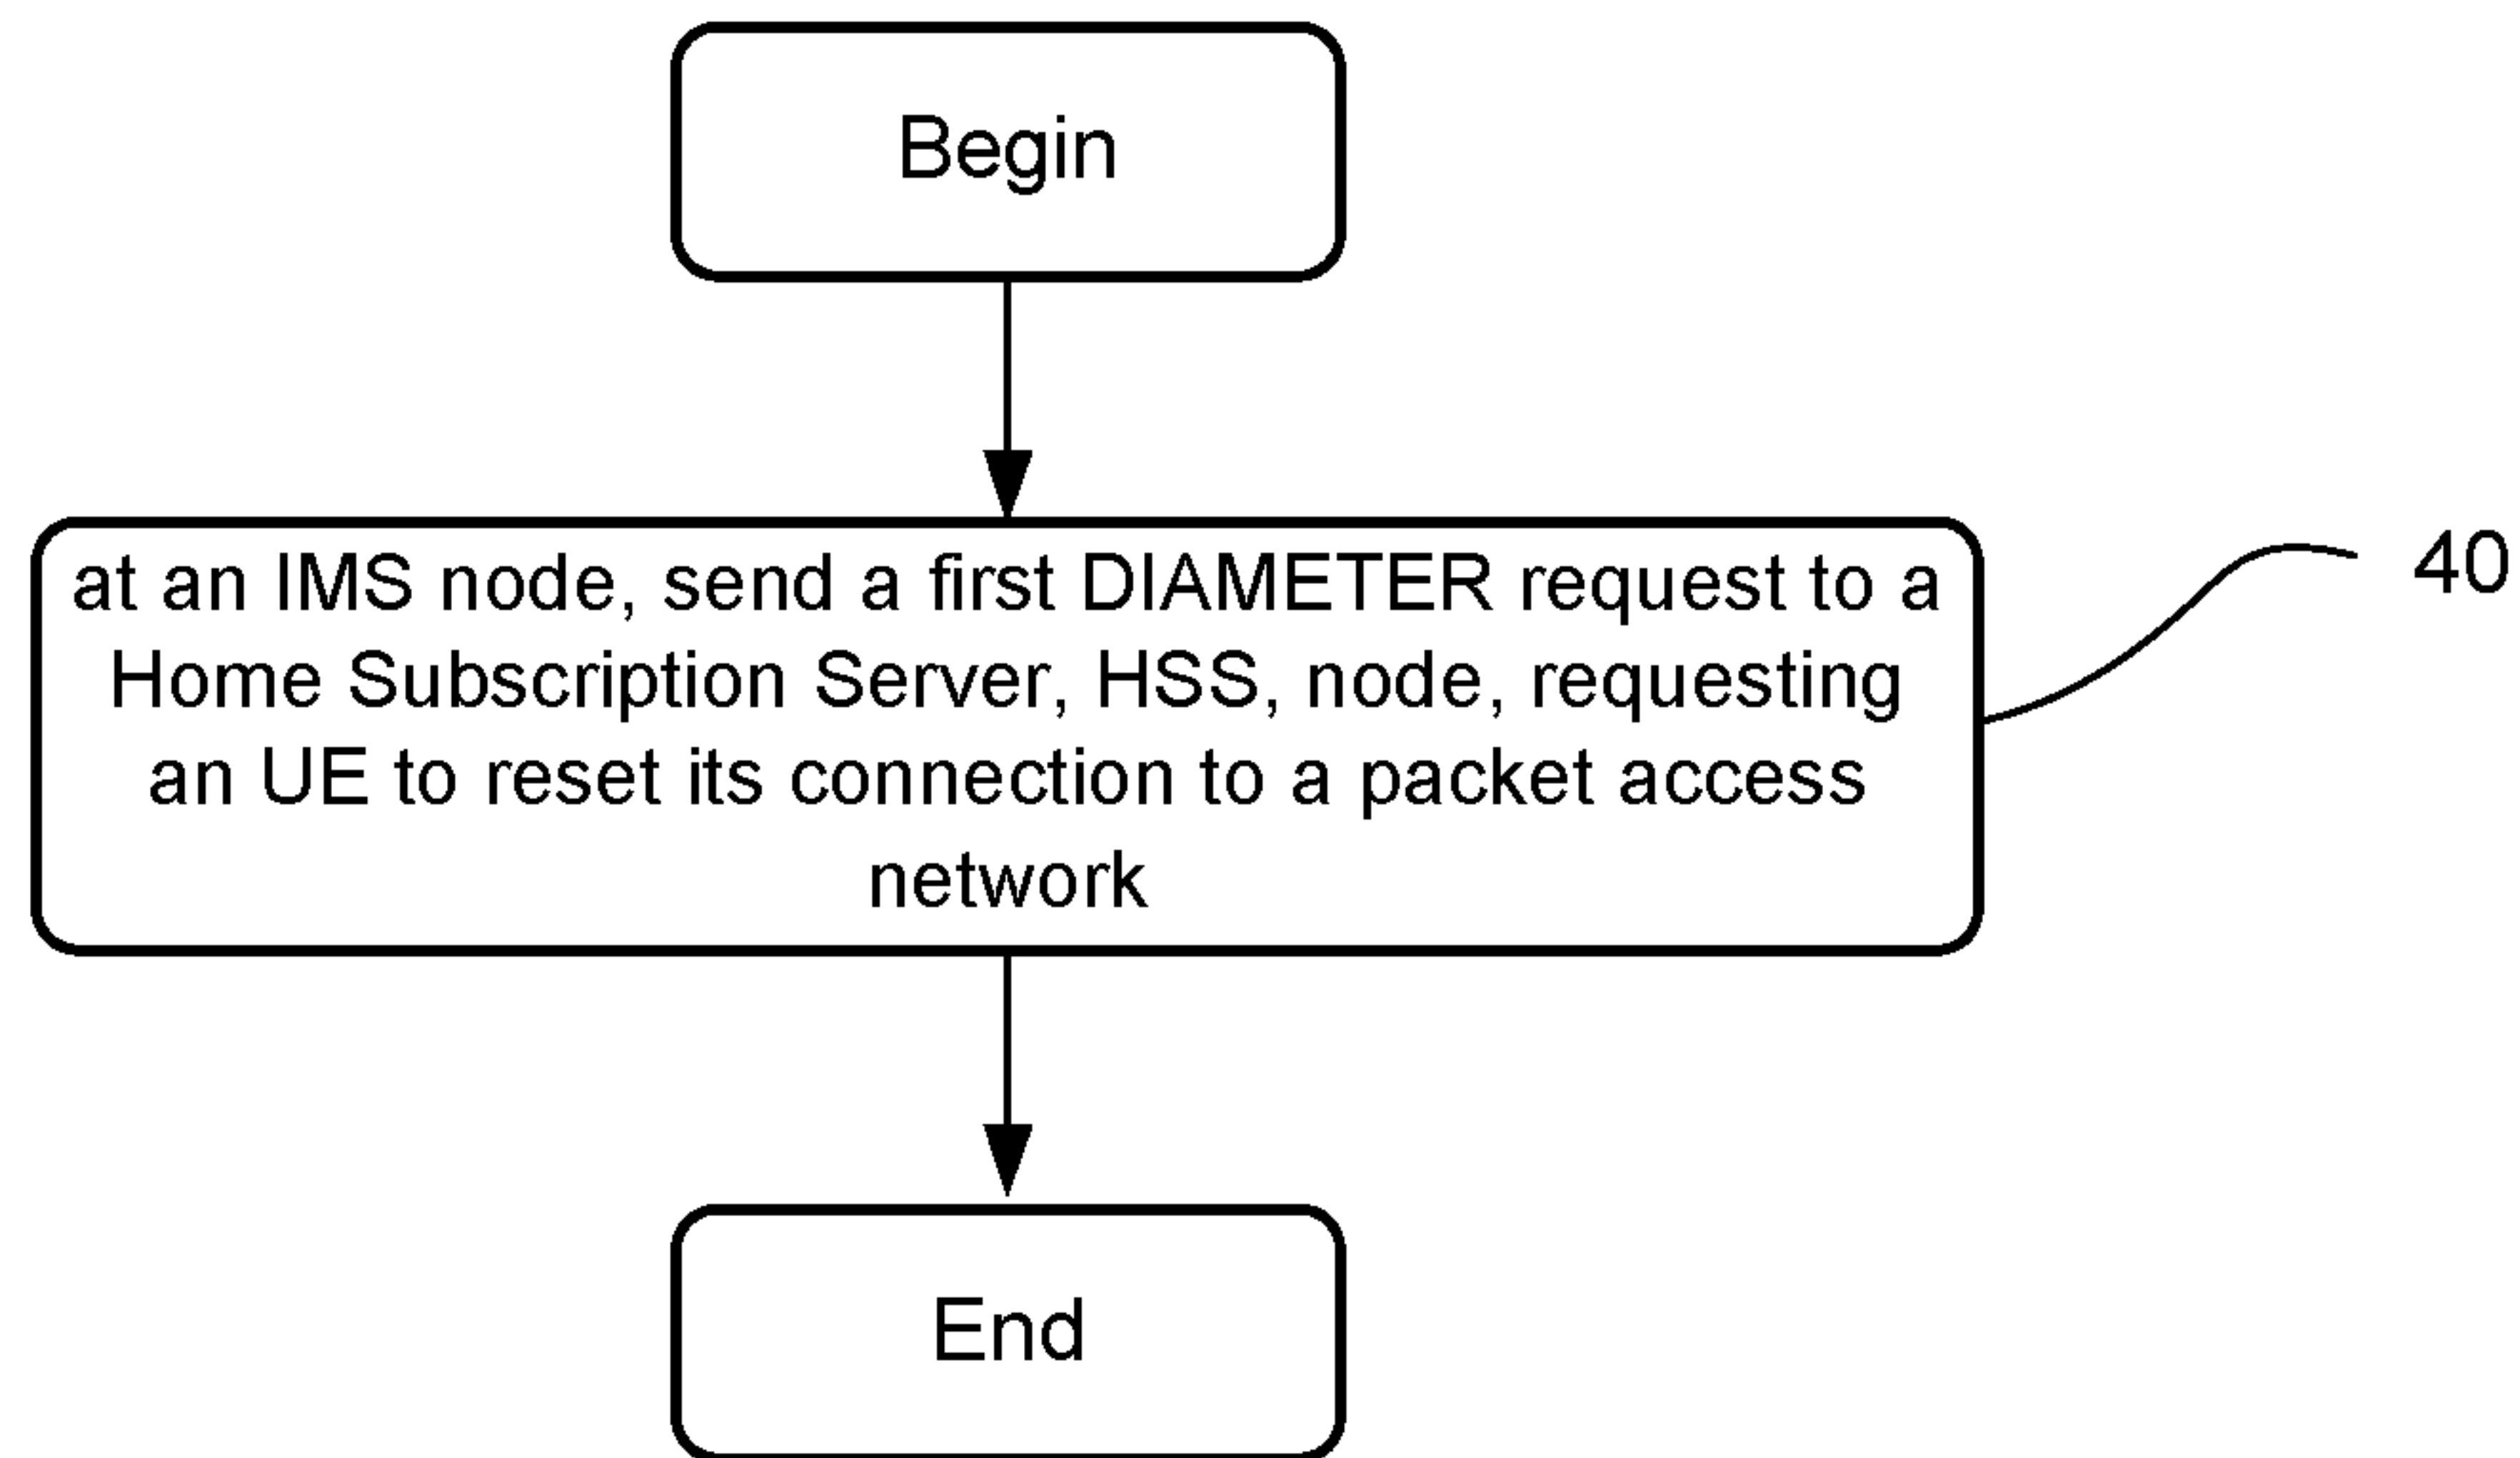 Begin
at an IMS node, send a first DIAMETER request to a
Home Subscription Server, HSS, node, requesting
an UE to reset its connection to a packet access
network
40
End